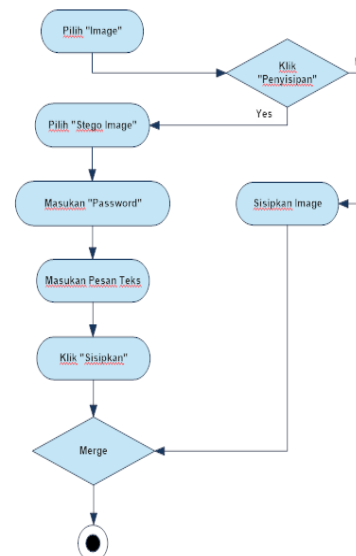 Pilih "Image"
Klik
"Penyisipan"
Yes
Pilih "Stego Image"
Masukan "Password"
Sisipkan Image
Masukan Pesan Teks
Klik "Sisipkan"
Merge